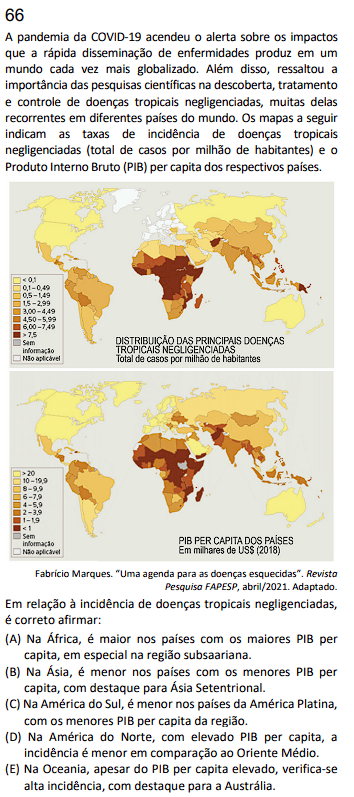 66
A pandemia da COVID-19 acendeu o alerta sobre os impactos
que a rápida disseminação de enfermidades produz em um
mundo cada vez mais globalizado. Além disso, ressaltou a
importância das pesquisas científicas na descoberta, tratamento
e controle de doenças tropicais negligenciadas, muitas delas
recorrentes em diferentes países do mundo. Os mapas a seguir
indicam as taxas de incidência de doenças tropicais
negligenciadas (total de casos por milhão de habitantes) e o
Produto Interno Bruto (PIB) per capita dos respectivos países.
< 0,1
0,1 – 0,49
0,5 – 1,49
1,5 – 2,99
3,00 – 4,49
4,50 – 5,99
6,00 – 7,49
> 7,5
Sem
informação
Não aplicável
DISTRIBUIÇÃO DAS PRINCIPAIS DOENÇAS
TROPICAIS NEGLIGENCIADAS
Total de casos por milhão de habitantes
> 20
10 – 19,9
8 – 9,9
6 – 7,9
4 – 5,9
2 – 3,9
1 – 1,9
< 1
Sem
informação
Não aplicável
PIB PER CAPITA DOS PAÍSES
Em milhares de US$ (2018)
Fabrício Marques. “Uma agenda para as doenças esquecidas”. Revista
Pesquisa FAPESP, abril/2021. Adaptado.
Em relação à incidência de doenças tropicais negligenciadas,
é correto afirmar:
(A) Na África, é maior nos países com os maiores PIB per
capita, em especial na região subsaariana.
(B) Na Ásia, é menor nos países com os menores PIB per
capita, com destaque para Ásia Setentrional.
(C) Na América do Sul, é menor nos países da América Platina,
com os menores PIB per capita da região.
(D) Na América do Norte, com elevado PIB per capita, a
incidência é menor em comparação ao Oriente Médio.
(E) Na Oceania, apesar do PIB per capita elevado, verifica-se
alta incidência, com destaque para a Austrália.